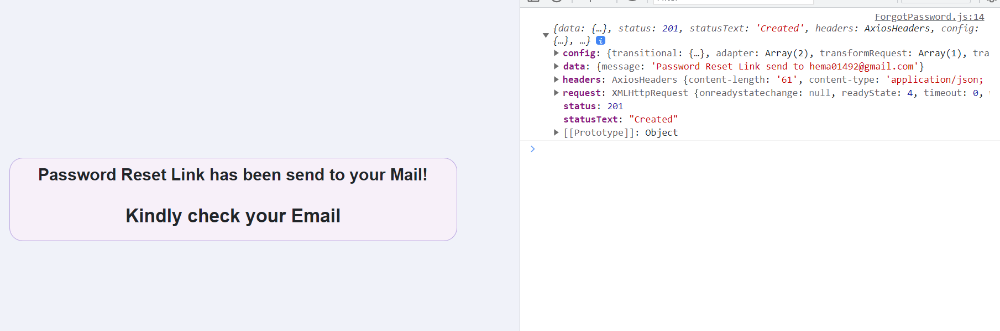 Password Reset Link has been send to your Mail!
Kindly check your Email
ForgotPassword.js:14
{data: {…}, status: 201, statusText: 'Created', headers: AxiosHeaders, config:
{…}, …} i
config: {transitional: {…}, adapter: Array(2), transformRequest: Array(1), tra
data: {message: 'Password Reset Link send to hema01492@gmail.com'}
headers: AxiosHeaders {content-length: '61', content-type: 'application/json;
request: XMLHttpRequest {onreadystatechange: null, readyState: 4, timeout: 0,
status: 201
statusText: "Created"
[[Prototype]]: Object